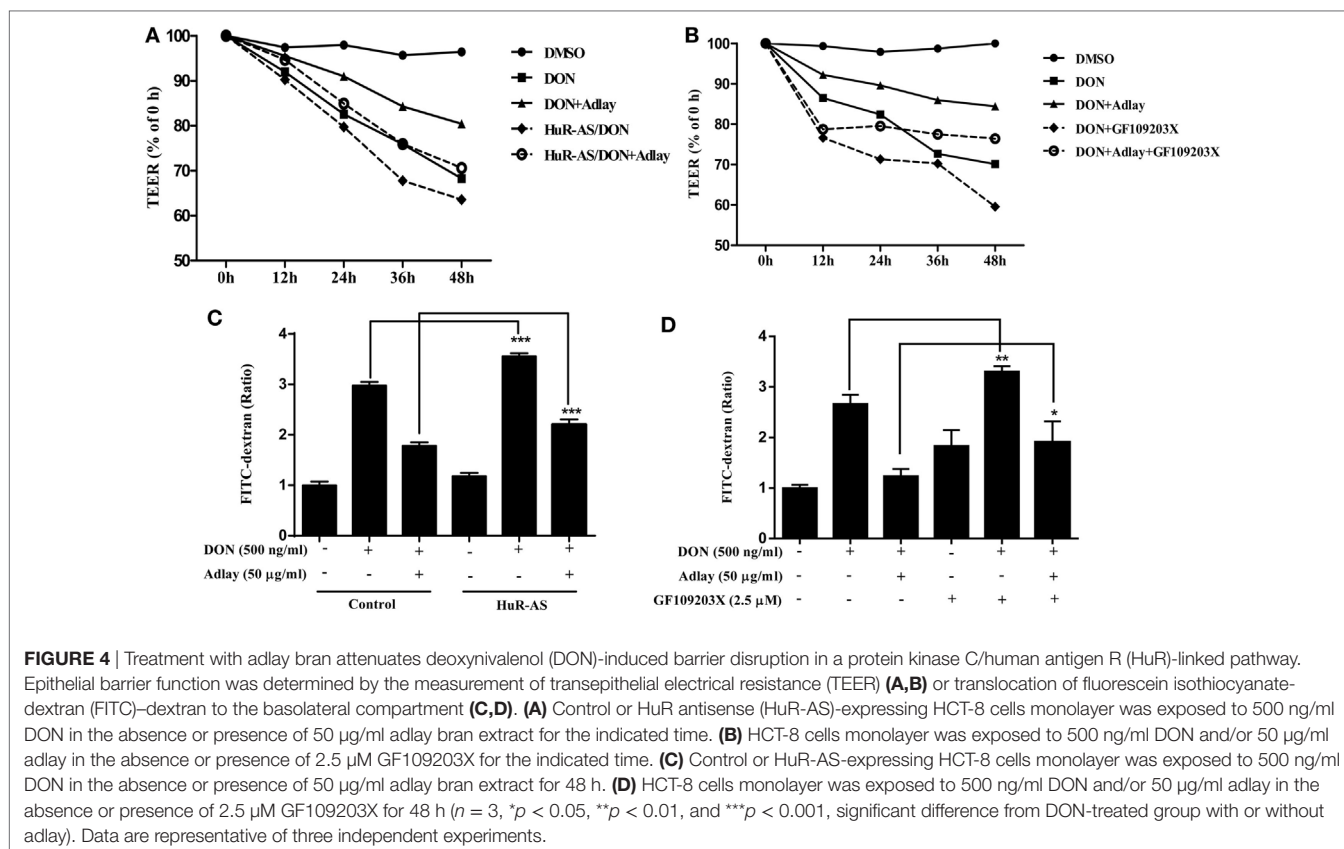 A
TEER (% of 0 h)
100
90
80
70
60
50
0h 12h 24h 36h 48h
DMSO
DON
DON+Adlay
HuR-AS/DON
HuR-AS/DON+Adlay
B
TEER (% of 0 h)
100
90
80
70
60
50
0h 12h 24h 36h 48h
DMSO
DON
DON+Adlay
DON+GF109203X
DON+Adlay+GF109203X
C
FITC-dextran (Ratio)
4
3
2
1
0
***
***
DON (500 ng/ml) - + + - + +
Adlay (50 µg/ml) - - + - - +
Control HuR-AS
D
FITC-dextran (Ratio)
4
3
2
1
0
**
*
DON (500 ng/ml) - + + - + +
Adlay (50 µg/ml) - - + - - +
GF109203X (2.5 µM) - - - + + +
FIGURE 4 | Treatment with adlay bran attenuates deoxynivalenol (DON)-induced barrier disruption in a protein kinase C/human antigen R (HuR)-linked pathway.
Epithelial barrier function was determined by the measurement of transepithelial electrical resistance (TEER) (A,B) or translocation of fluorescein isothiocyanate-
dextran (FITC)–dextran to the basolateral compartment (C,D). (A) Control or HuR antisense (HuR-AS)-expressing HCT-8 cells monolayer was exposed to 500 ng/ml
DON in the absence or presence of 50 µg/ml adlay bran extract for the indicated time. (B) HCT-8 cells monolayer was exposed to 500 ng/ml DON and/or 50 µg/ml
adlay in the absence or presence of 2.5 µM GF109203X for the indicated time. (C) Control or HuR-AS-expressing HCT-8 cells monolayer was exposed to 500 ng/ml
DON in the absence or presence of 50 µg/ml adlay bran extract for 48 h. (D) HCT-8 cells monolayer was exposed to 500 ng/ml DON and/or 50 µg/ml adlay in the
absence or presence of 2.5 µM GF109203X for 48 h (n = 3, *p < 0.05, **p < 0.01, and ***p < 0.001, significant difference from DON-treated group with or without
adlay). Data are representative of three independent experiments.